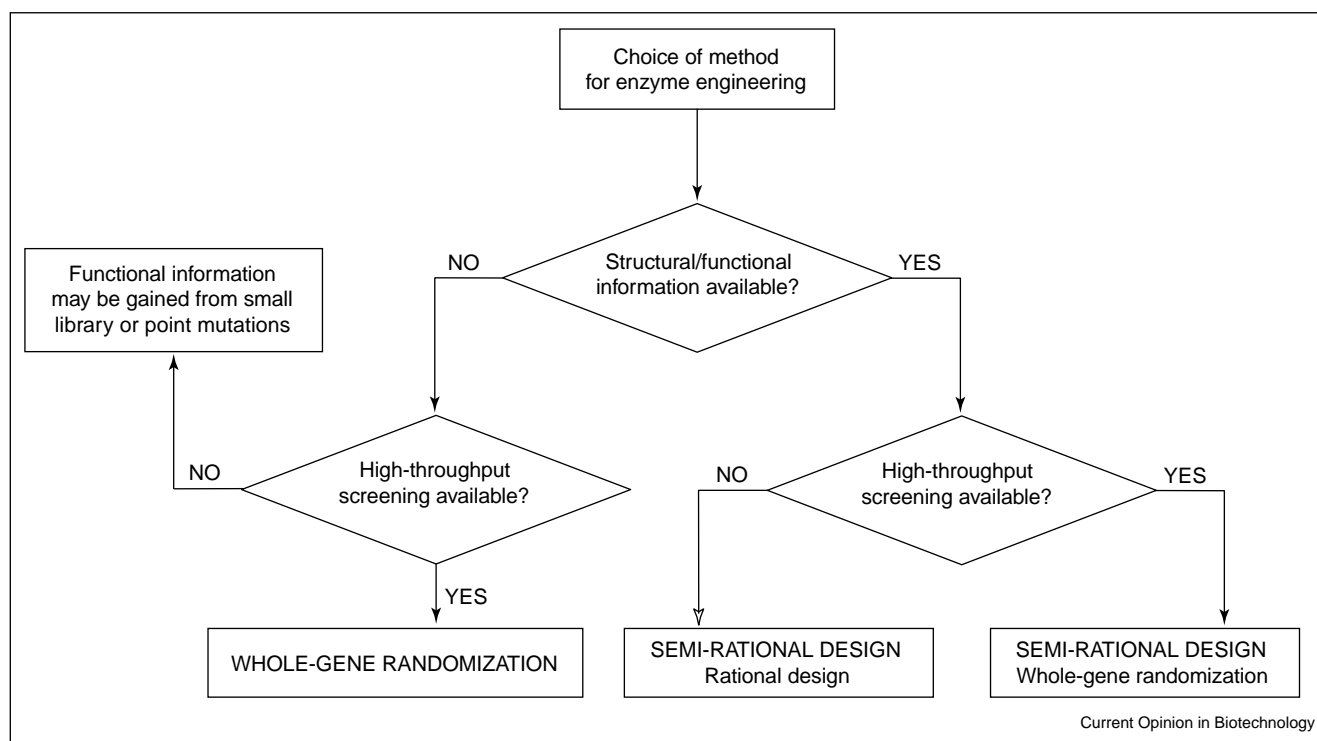 Choice of method
for enzyme engineering
Structural/functional
information available?
NO
YES
Functional information
may be gained from small
library or point mutations
High-throughput
screening available?
NO
YES
High-throughput
screening available?
NO
YES
WHOLE-GENE RANDOMIZATION
SEMI-RATIONAL DESIGN
Rational design
SEMI-RATIONAL DESIGN
Whole-gene randomization
Current Opinion in Biotechnology